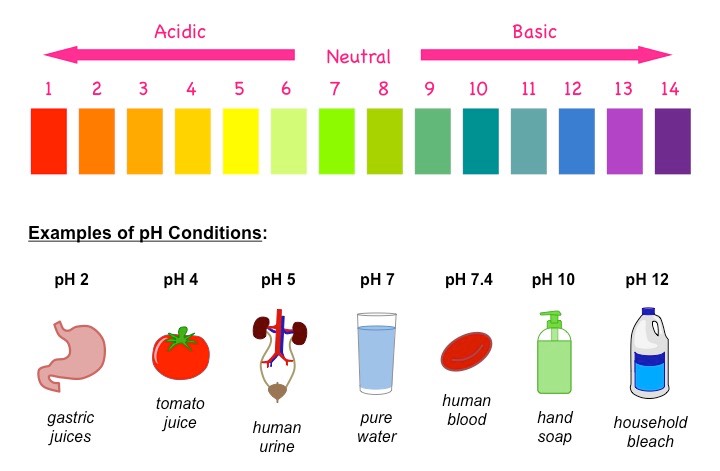 Acidic Basic
Neutral
1 2 3 4 5 6 7 8 9 10 11 12 13 14
Examples of pH Conditions:
pH 2 pH 4 pH 5 pH 7 pH 7.4 pH 10 pH 12
gastric
juices
tomato
juice
human
urine
pure
water
human
blood
hand
soap
household
bleach